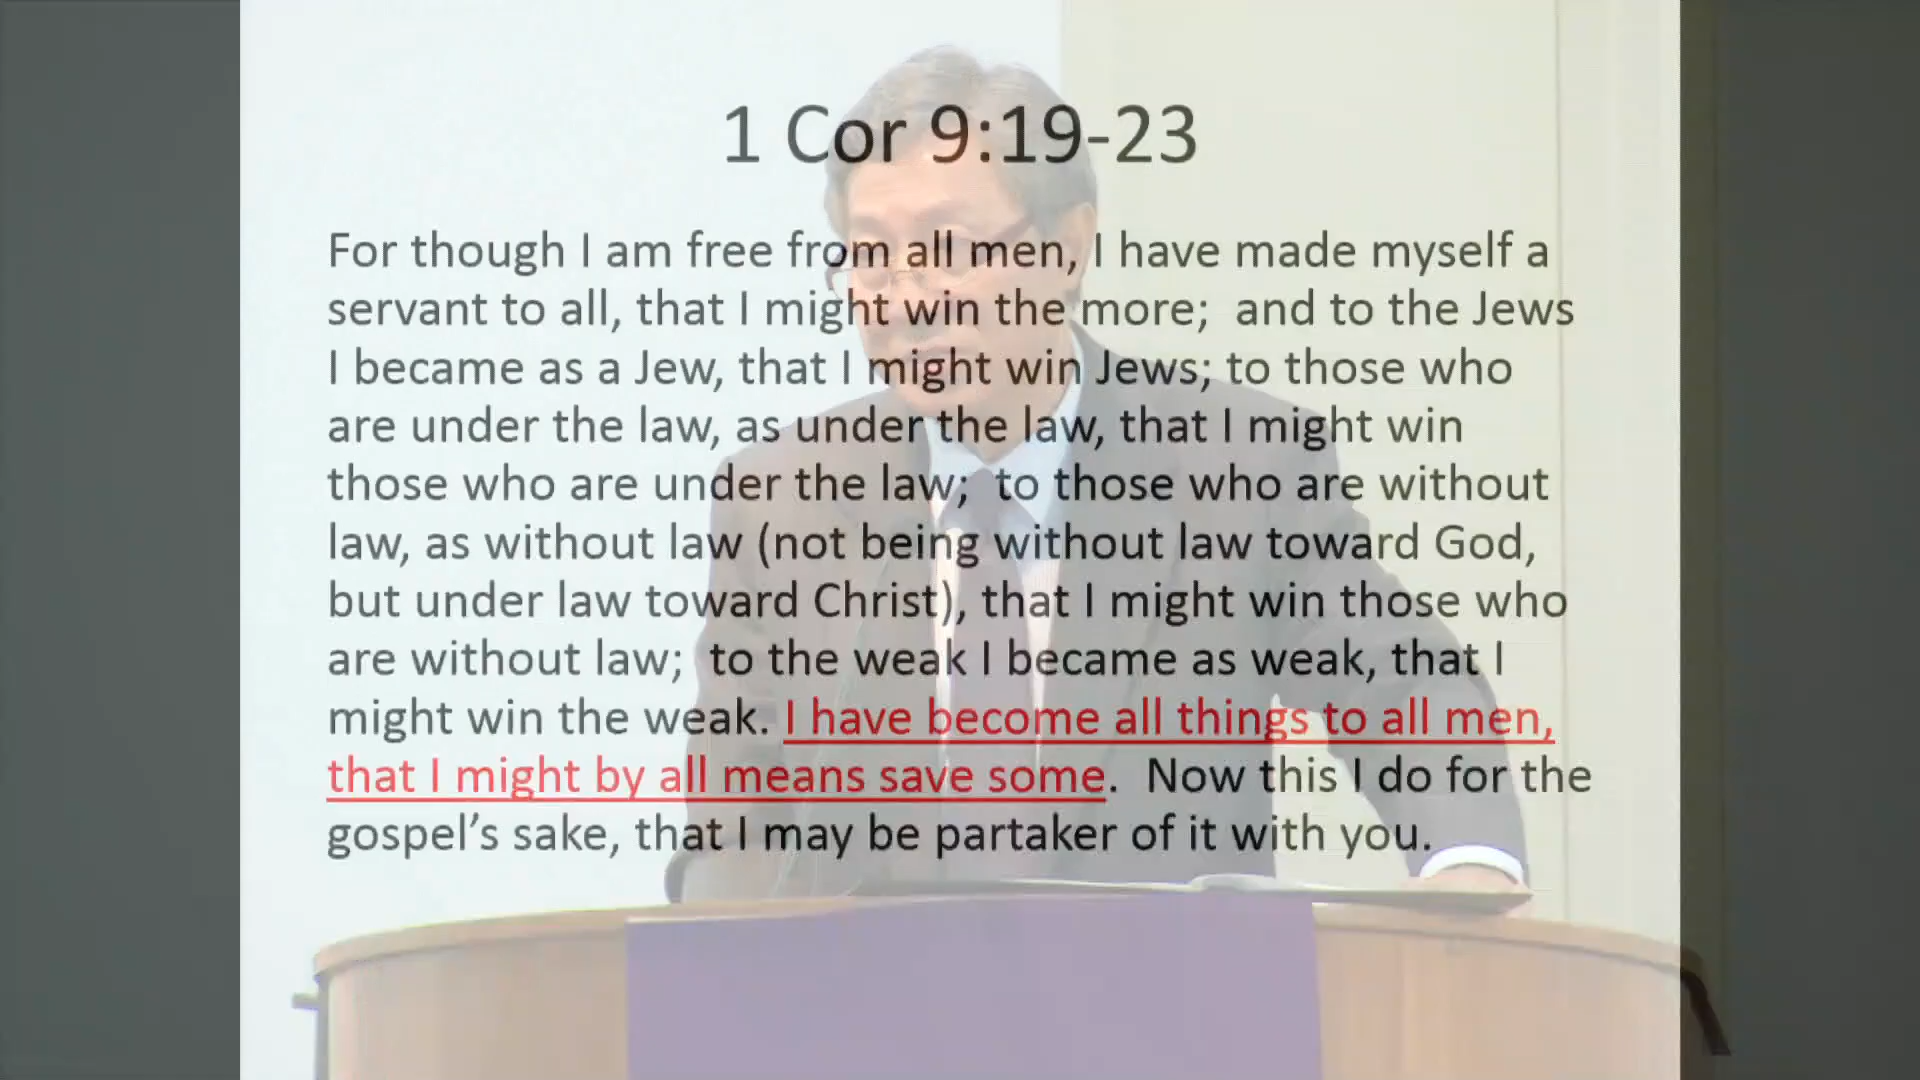 1 Cor 9:19-23
For though I am free from all men, I have made myself a
servant to all, that I might win the more;  and to the Jews
I became as a Jew, that I might win Jews; to those who
are under the law, as under the law, that I might win
those who are under the law;  to those who are without
law, as without law (not being without law toward God,
but under law toward Christ), that I might win those who
are without law;  to the weak I became as weak, that I
might win the weak. I have become all things to all men,
that I might by all means save some.  Now this I do for the
gospel’s sake, that I may be partaker of it with you.